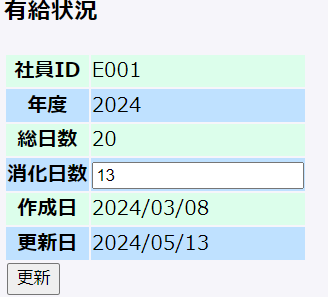 有給状況
社員ID E001
年度 2024
総日数 20
消化日数 13
作成日 2024/03/08
更新日 2024/05/13
更新